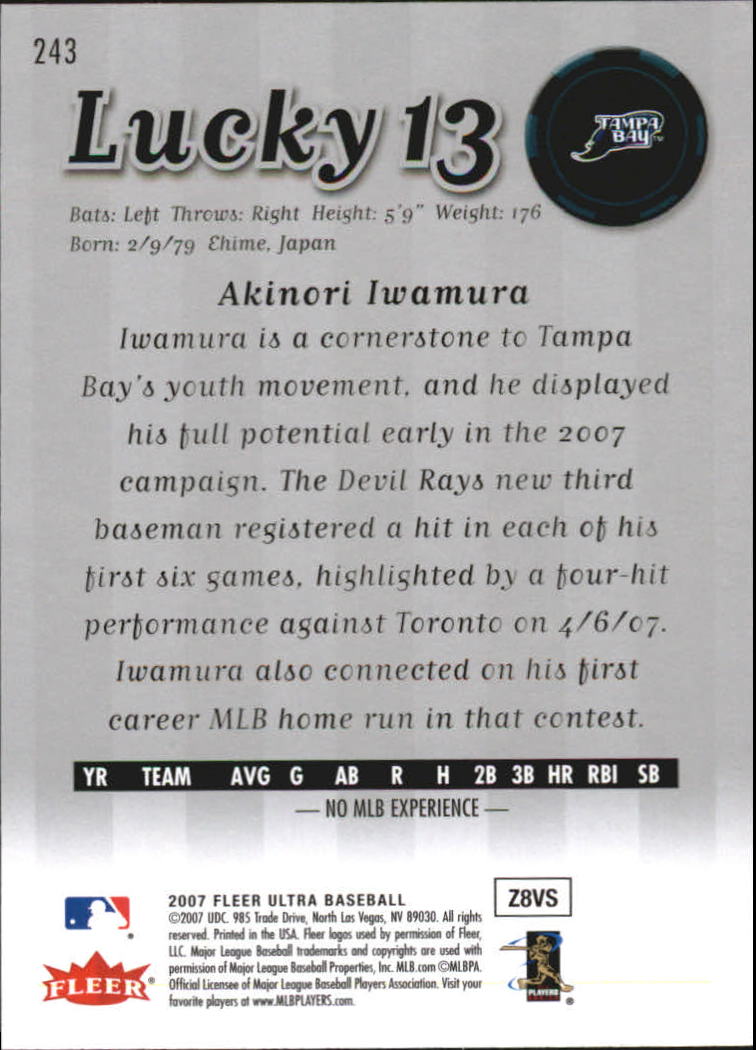 243
Lucky 13
TAMPA
BAY™
Bats: Left Throws: Right Height: 5'9" Weight: 176
Born: 2/9/79 Ehime, Japan
Akinori Iwamura
Iwamura is a cornerstone to Tampa
Bay's youth movement, and he displayed
his full potential early in the 2007
campaign. The Devil Rays new third
baseman registered a hit in each of his
first six games, highlighted by a four-hit
performance against Toronto on 4/6/07.
Iwamura also connected on his first
career MLB home run in that contest.
YR TEAM AVG G AB R H 2B 3B HR RBI SB
— NO MLB EXPERIENCE —
2007 FLEER ULTRA BASEBALL
©2007 UDC. 985 Trade Drive, North Las Vegas, NV 89030. All rights
reserved. Printed in the USA. Fleer logos used by permission of Fleer,
LLC. Major League Baseball trademarks and copyrights are used with
permission of Major League Baseball Properties, Inc. MLB.com ©MLBPA.
Official Licensee of Major League Baseball Players Association. Visit your
favorite players at www.MLBPLAYERS.com.
Z8VS
FLEER®
PLAYERS
®